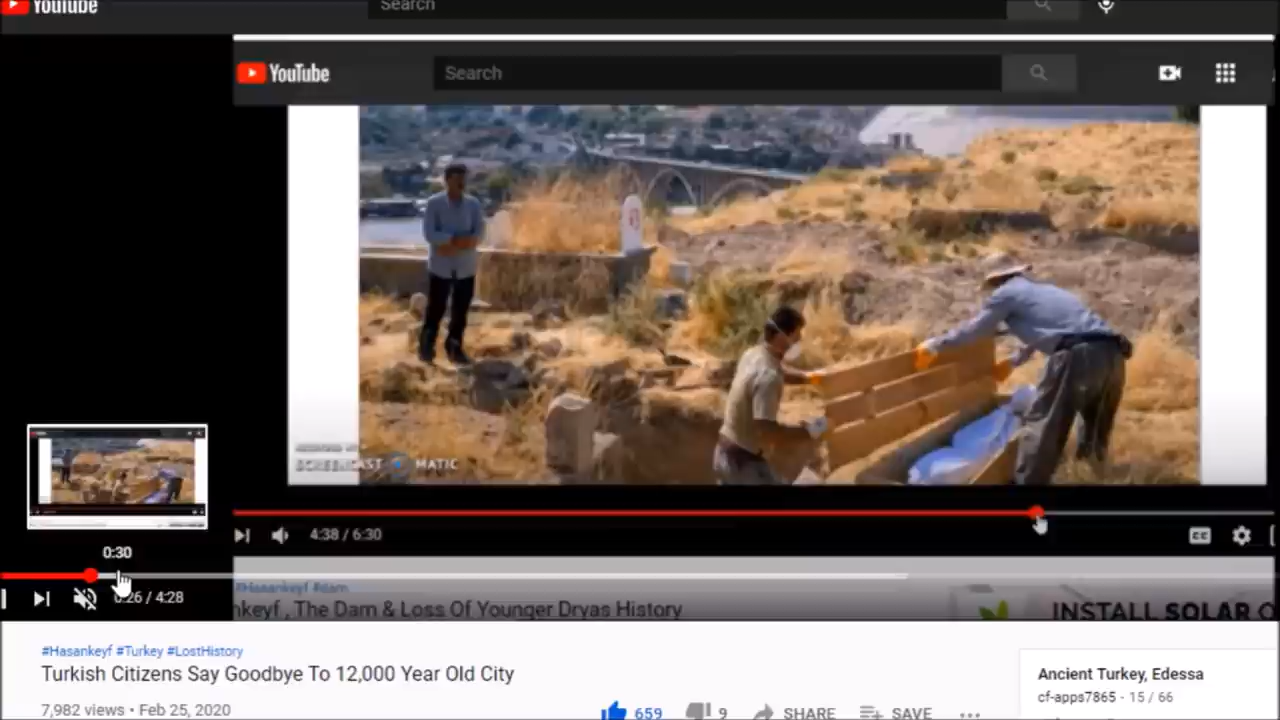 YouTube
Search
YouTube
Search
SCREENCAST MATIC
4:38 / 6:30
0:30
0:26 / 4:28
#Hasankeyf #dam
nkeyf , The Dam & Loss Of Younger Dryas History
INSTALL SOLAR
#Hasankeyf #Turkey #LostHistory
Turkish Citizens Say Goodbye To 12,000 Year Old City
7,982 views • Feb 25, 2020
659
9
SHARE
SAVE
Ancient Turkey, Edessa
cf-apps7865 - 15 / 66